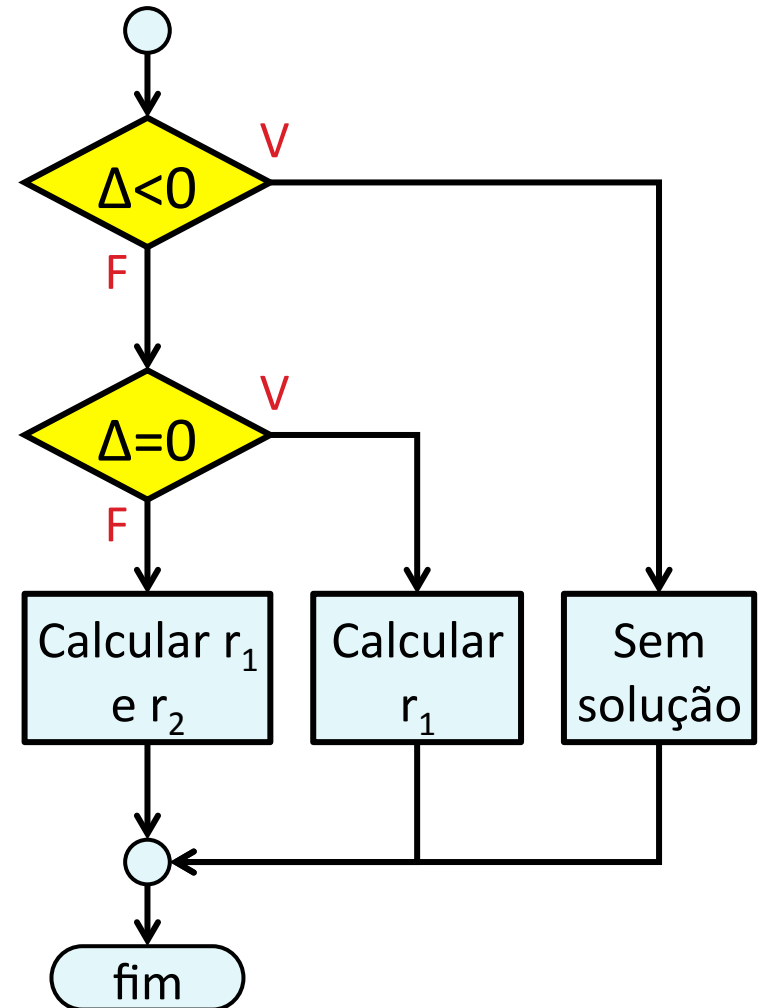 V
Δ<0
F
V
Δ=0
F
Calcular r₁
e r₂
Calcular
r₁
Sem
solução
fim